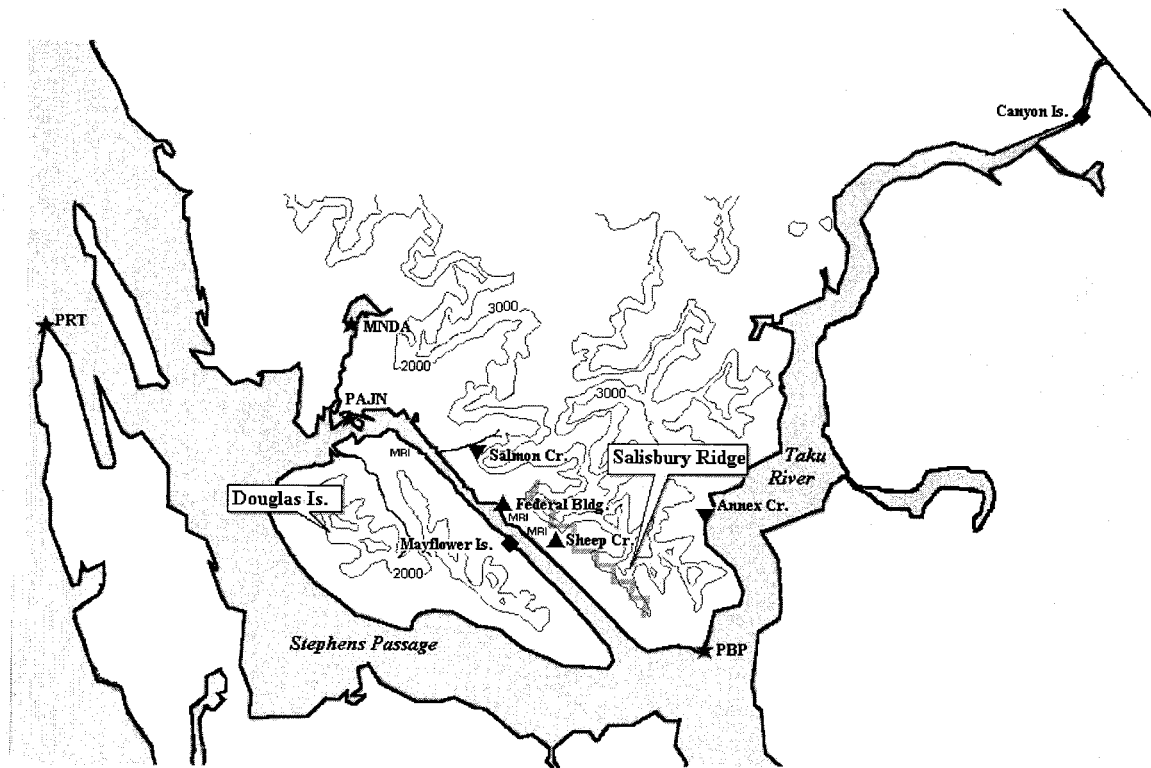 Canyon Is.
3000
PRT
MNDA
2000
3000
PAJN
MRI
Salmon Cr.
Salisbury Ridge
Taku
River
Douglas Is.
Federal Bldg.
Annex Cr.
MRI
MRI
Mayflower Is.
Sheep Cr.
2000
Stephens Passage
PBP